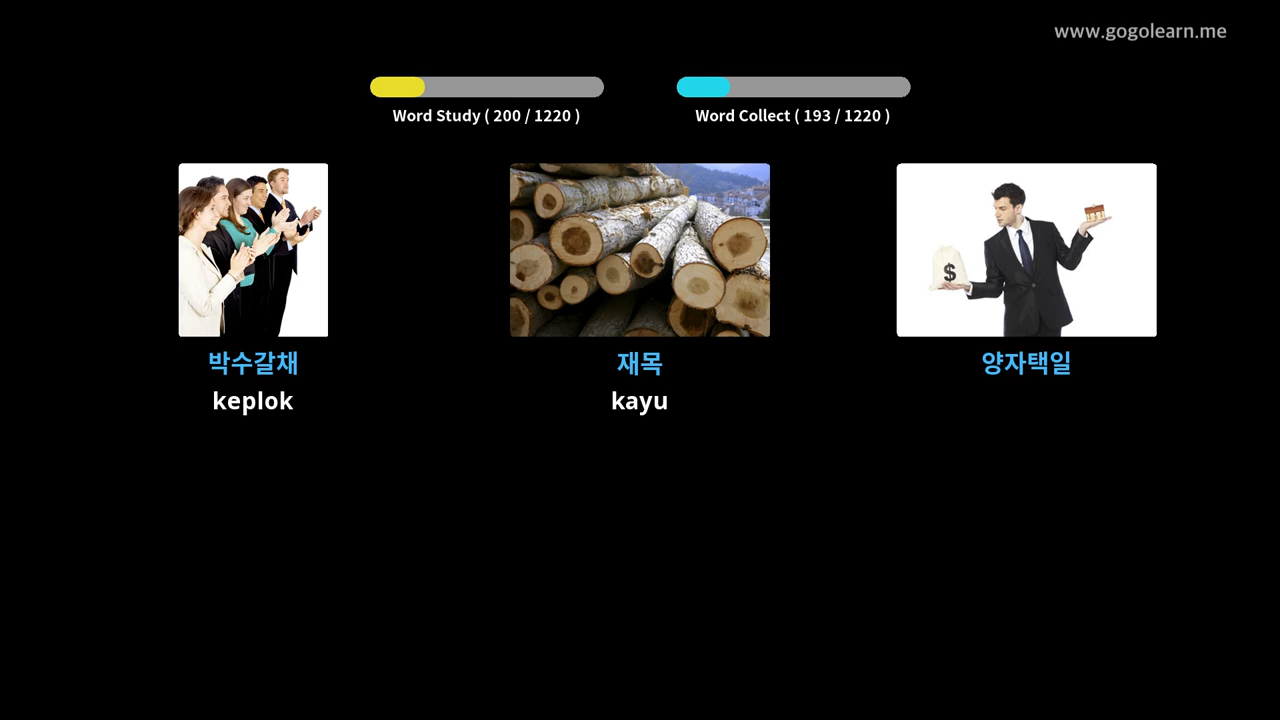 www.gogolearn.me
Word Study ( 200 / 1220 )
Word Collect ( 193 / 1220 )
$
박수갈채
재목
양자택일
keplok
kayu